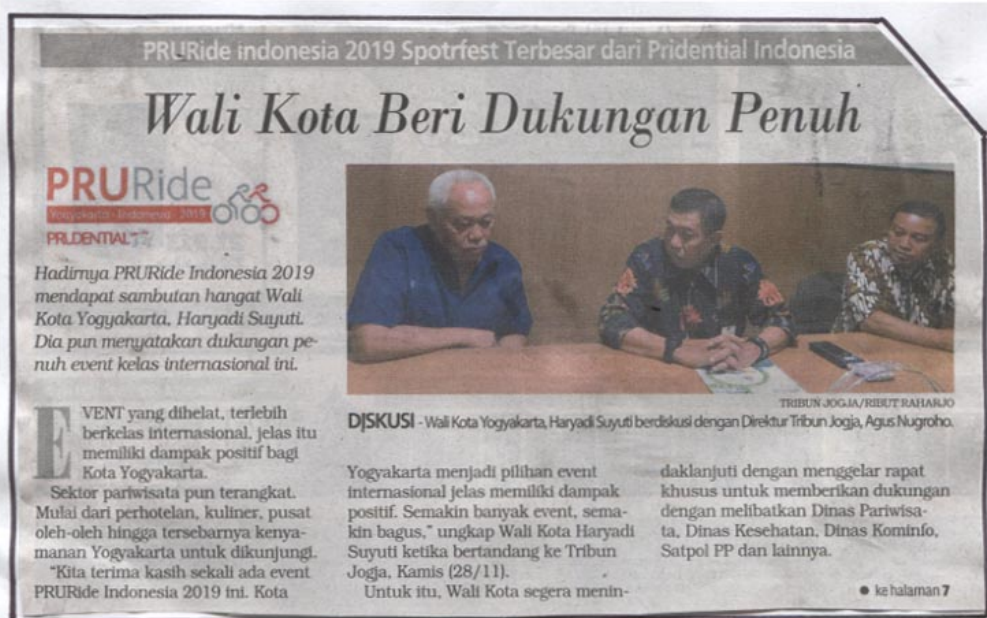 PRURide indonesia 2019 Spotrfest Terbesar dari Pridential Indonesia
Wali Kota Beri Dukungan Penuh
PRURide
Yogyakarta - Indonesia - 2019
PRUDENTIAL
Hadirnya PRURide Indonesia 2019
mendapat sambutan hangat Wali
Kota Yogyakarta, Haryadi Suyuti.
Dia pun menyatakan dukungan pe-
nuh event kelas internasional ini.
TRIBUN JOGJA/RIBUT RAHARJO
DISKUSI - Wali Kota Yogyakarta, Haryadi Suyuti berdiskusi dengan Direktur Tribun Jogja, Agus Nugroho.
EVENT yang dihelat, terlebih
berkelas internasional, jelas itu
memiliki dampak positif bagi
Kota Yogyakarta.
Sektor pariwisata pun terangkat.
Mulai dari perhotelan, kuliner, pusat
oleh-oleh hingga tersebarnya kenya-
manan Yogyakarta untuk dikunjungi.
"Kita terima kasih sekali ada event
PRURide Indonesia 2019 ini. Kota
Yogyakarta menjadi pilihan event
internasional jelas memiliki dampak
positif. Semakin banyak event, sema-
kin bagus," ungkap Wali Kota Haryadi
Suyuti ketika bertandang ke Tribun
Jogja, Kamis (28/11).
Untuk itu, Wali Kota segera menin-
daklanjuti dengan menggelar rapat
khusus untuk memberikan dukungan
dengan melibatkan Dinas Pariwisa-
ta, Dinas Kesehatan, Dinas Kominfo,
Satpol PP dan lainnya.
● ke halaman 7